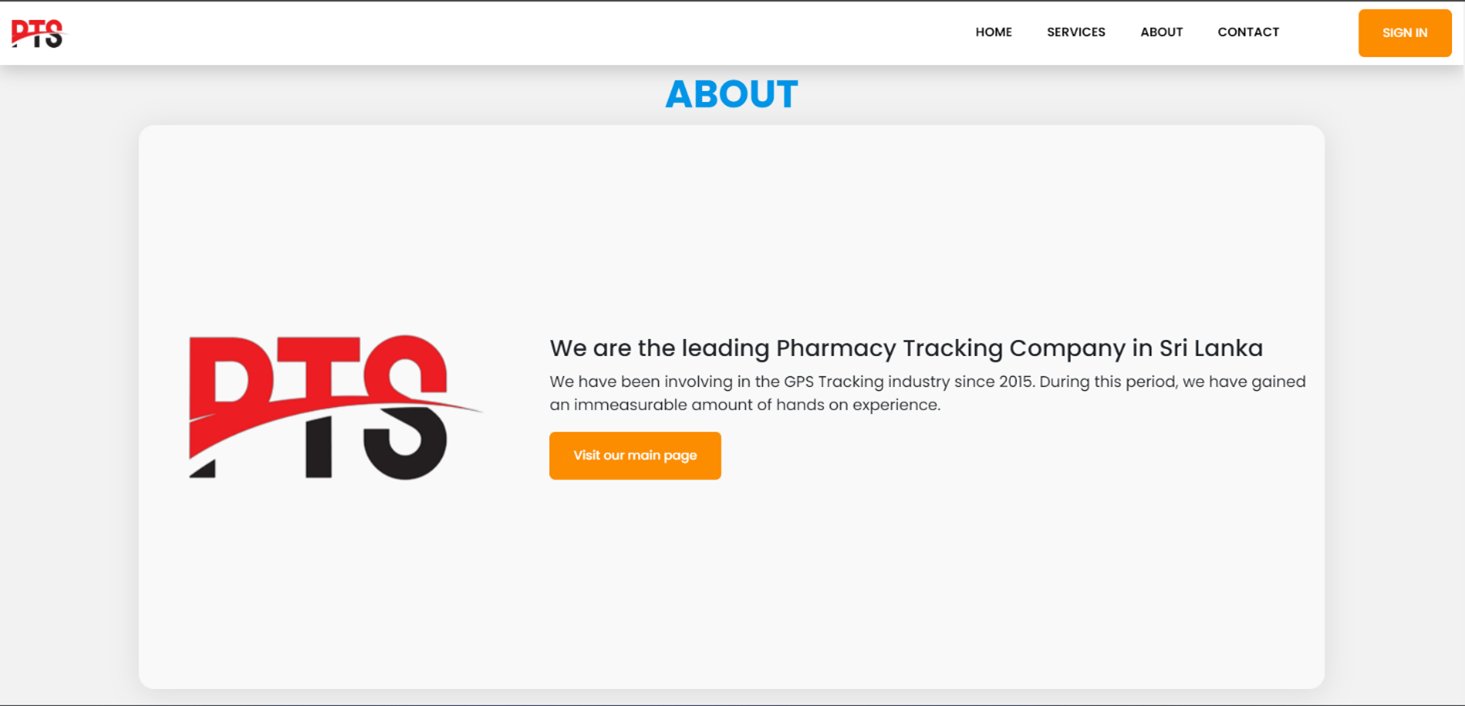 PTS
HOME SERVICES ABOUT CONTACT SIGN IN
ABOUT
PTS
We are the leading Pharmacy Tracking Company in Sri Lanka
We have been involving in the GPS Tracking industry since 2015. During this period, we have gained
an immeasurable amount of hands on experience.
Visit our main page